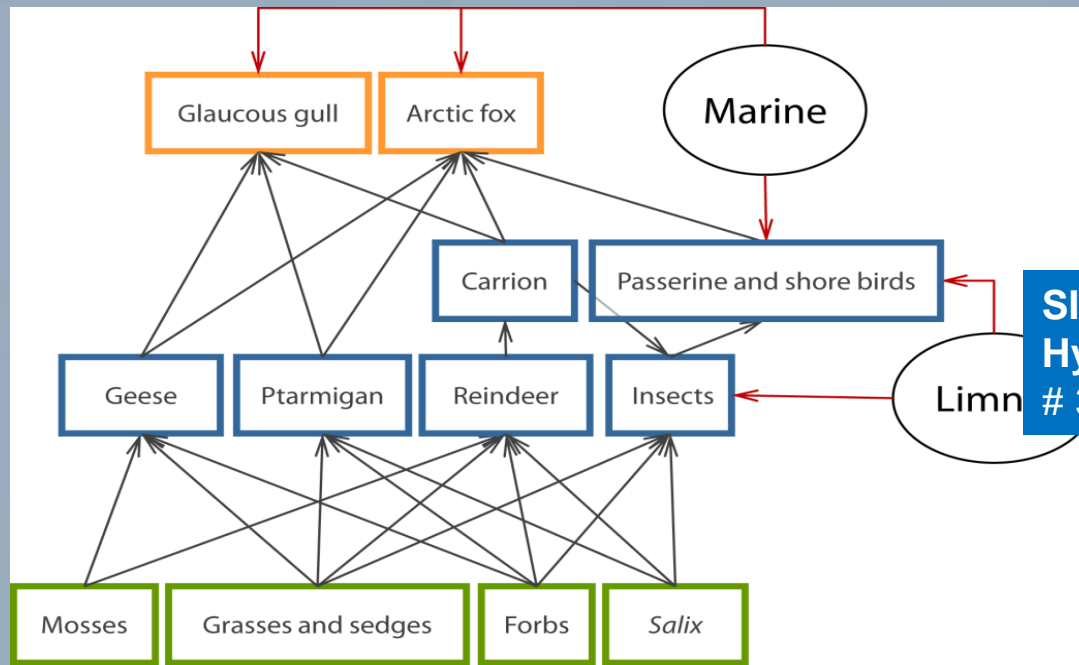 Glaucous gull
Arctic fox
Marine
Carrion
Passerine and shore birds
Geese
Ptarmigan
Reindeer
Insects
Mosses
Grasses and sedges
Forbs
Salix